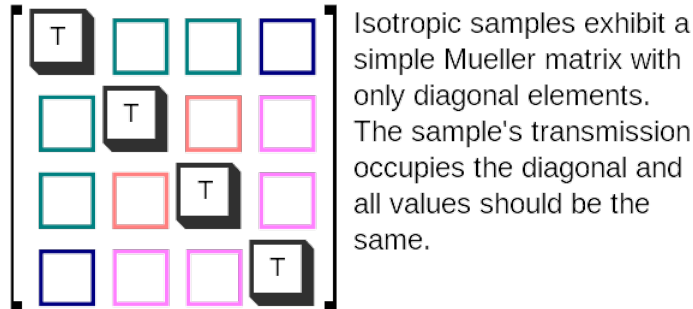 T
T
T
T
Isotropic samples exhibit a
simple Mueller matrix with
only diagonal elements.
The sample's transmission
occupies the diagonal and
all values should be the
same.